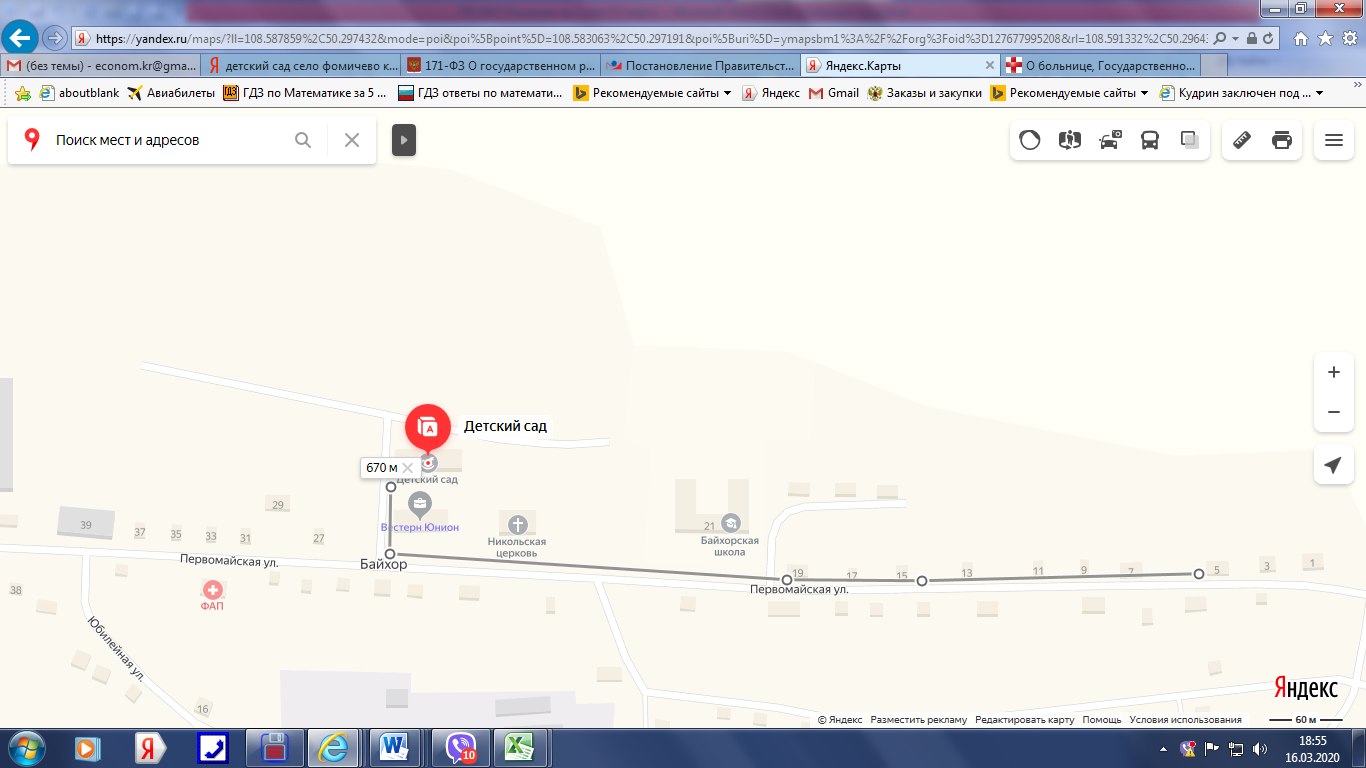 https://yandex.ru/maps/?ll=108.587859%2C50.297432&mode=poi&poi%5Bpoint%5D=108.583063%2C50.297191&poi%5Buri%5D=ymapsbm1%3A%2F%2Forg%3Foid%3D127677995208&rl=108.591332%2C50.2964
(без темы) - econom.kr@gma...
детский сад село фомичево к...
171-ФЗ О государственном р...
Постановление Правительст...
Яндекс.Карты
О больнице, Государственно...
aboutblank
Авиабилеты
ГДЗ по Математике за 5 ...
ГДЗ ответы по математи...
Рекомендуемые сайты
Яндекс
Gmail
Заказы и закупки
Рекомендуемые сайты
Кудрин заключен под ...
Поиск мест и адресов
Детский сад
670 м
Детский сад
Вестерн Юнион
29
39
37
35
33
31
27
Никольская
церковь
21
Байхорская
школа
Первомайская ул.
Байхор
19
17
15
13
11
9
7
5
3
1
Первомайская ул.
38
ФАП
Юбилейная ул.
16
Яндекс
© Яндекс Разместить рекламу Редактировать карту Помощь Условия использования
60 м
10
18:55
16.03.2020